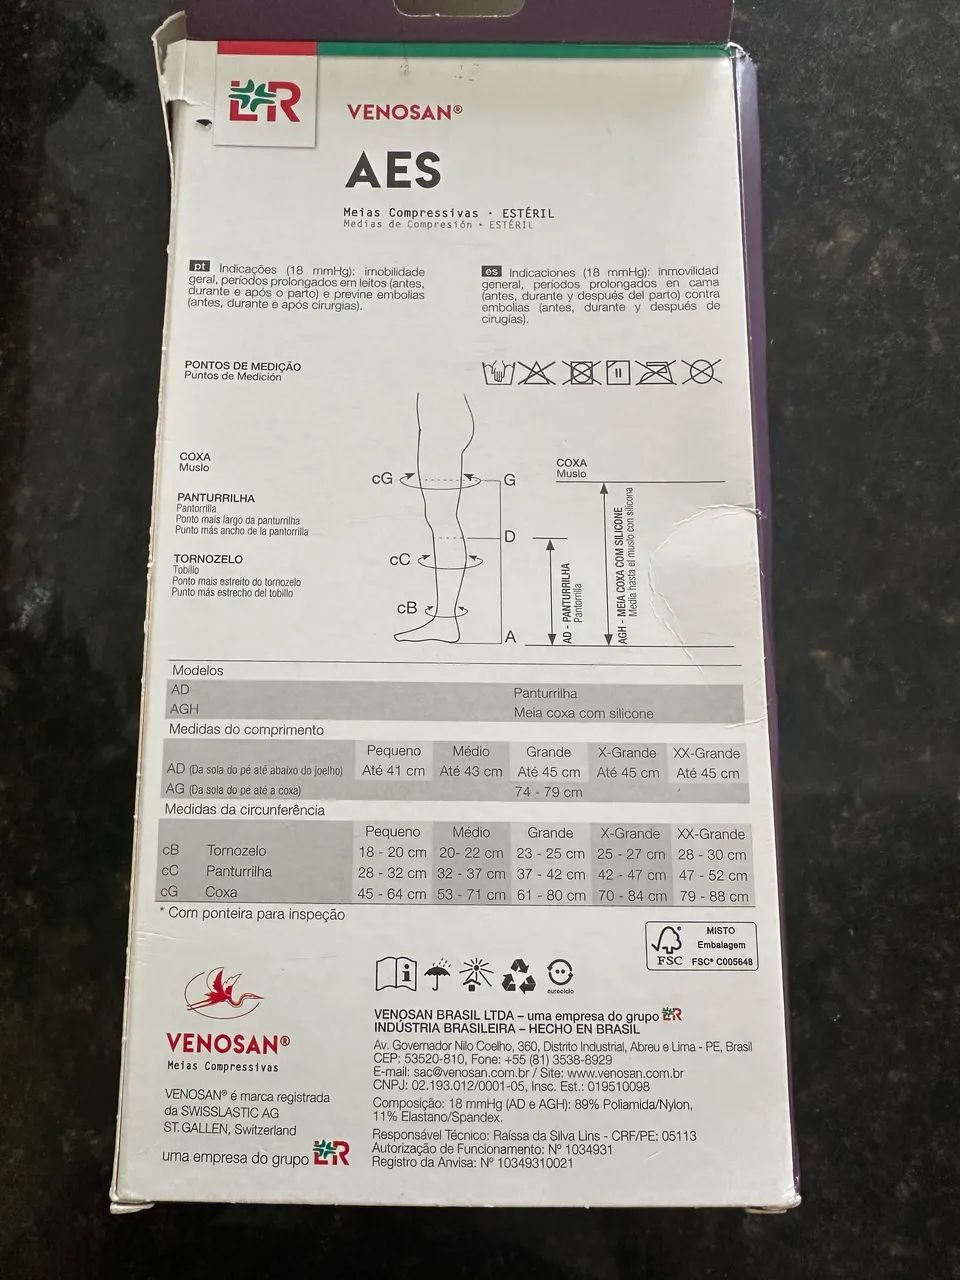 L&R
VENOSAN®
AES
Meias Compressivas · ESTÉRIL
Medias de Compresión · ESTÉRIL
pt Indicações (18 mmHg): imobilidade
geral, períodos prolongados em leitos (antes,
durante e após o parto) e previne embolias
(antes, durante e após cirurgias).
es Indicaciones (18 mmHg): inmovilidad
general, períodos prolongados en cama
(antes, durante y después del parto) contra
embolias (antes, durante y después de
cirugías).
PONTOS DE MEDIÇÃO
Puntos de Medición
COXA
Muslo
PANTURRILHA
Pantorrilla
Ponto mais largo da panturrilha
Punto más ancho de la pantorrilla
TORNOZELO
Tobillo
Ponto mais estreito do tornozelo
Punto más estrecho del tobillo
cG
G
D
cC
cB
A
COXA
Muslo
AD - PANTURRILHA
Pantorrilla
AGH - MEIA COXA COM SILICONE
Media hasta el muslo con silicona
Modelos
AD Panturrilha
AGH Meia coxa com silicone
Medidas do comprimento
Pequeno Médio Grande X-Grande XX-Grande
AD (Da sola do pé até abaixo do joelho) Até 41 cm Até 43 cm Até 45 cm Até 45 cm Até 45 cm
AG (Da sola do pé até a coxa) 74 - 79 cm
Medidas da circunferência
Pequeno Médio Grande X-Grande XX-Grande
cB Tornozelo 18 - 20 cm 20- 22 cm 23 - 25 cm 25 - 27 cm 28 - 30 cm
cC Panturrilha 28 - 32 cm 32 - 37 cm 37 - 42 cm 42 - 47 cm 47 - 52 cm
cG Coxa 45 - 64 cm 53 - 71 cm 61 - 80 cm 70 - 84 cm 79 - 88 cm
* Com ponteira para inspeção
FSC
MISTO
Embalagem
FSC® C005648
eureciclo
VENOSAN®
Meias Compressivas
VENOSAN® é marca registrada
da SWISSLASTIC AG
ST. GALLEN, Switzerland
uma empresa do grupo L&R
VENOSAN BRASIL LTDA – uma empresa do grupo L&R
INDÚSTRIA BRASILEIRA – HECHO EN BRASIL
Av. Governador Nilo Coelho, 360, Distrito Industrial, Abreu e Lima - PE, Brasil
CEP: 53520-810, Fone: +55 (81) 3538-8929
E-mail: sac@venosan.com.br / Site: www.venosan.com.br
CNPJ: 02.193.012/0001-05, Insc. Est.: 019510098
Composição: 18 mmHg (AD e AGH): 89% Poliamida/Nylon,
11% Elastano/Spandex.
Responsável Técnico: Raíssa da Silva Lins - CRF/PE: 05113
Autorização de Funcionamento: Nº 1034931
Registro da Anvisa: Nº 10349310021